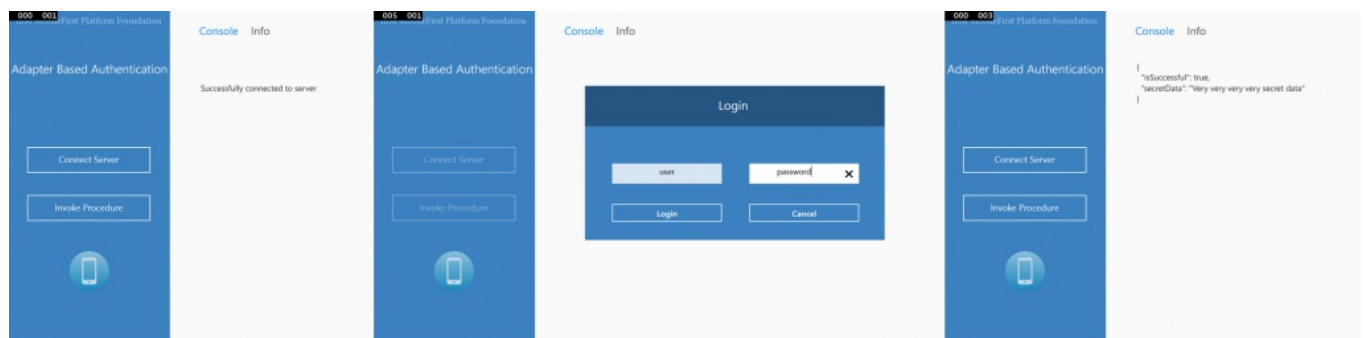 000 001
First Platform Foundation
Console Info
Adapter Based Authentication
Successfully connected to server
Connect Server
Invoke Procedure
005 001
First Platform Foundation
Console Info
Adapter Based Authentication
Login
Connect Server
user
password
Invoke Procedure
Login
Cancel
000 003
First Platform Foundation
Console Info
Adapter Based Authentication
{
"isSuccessful": true,
"secretData": "Very very very very secret data"
}
Connect Server
Invoke Procedure